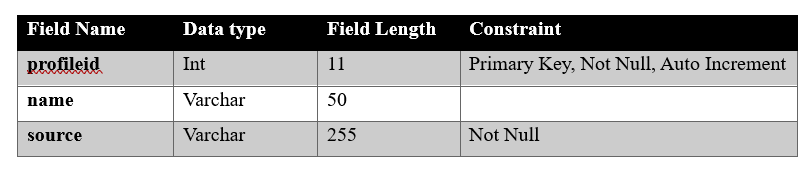 Field Name Data type Field Length Constraint
profileid Int 11 Primary Key, Not Null, Auto Increment
name Varchar 50
source Varchar 255 Not Null